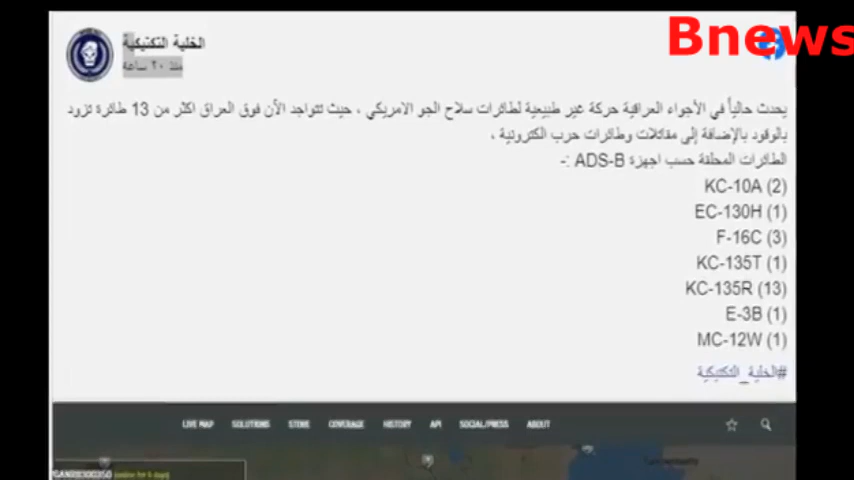 Bnews
الخلية التكتيكية
منذ ٢٠ ساعة
يحدث حالياً في الأجواء العراقية حركة غير طبيعية لطائرات سلاح الجو الامريكي ، حيث تتواجد الأن فوق العراق اكثر من 13 طائرة تزود
بالوقود بالإضافة إلى مقاتلات وطائرات حرب الكترونية ،
الطائرات المحلقة حسب اجهزة ADS-B :-
KC-10A (2)
EC-130H (1)
F-16C (3)
KC-135T (1)
KC-135R (13)
E-3B (1)
MC-12W (1)
#الخلية_التكتيكية
LIVE MAP SOLUTIONS STORE COVERAGE HISTORY API SOCIAL/PRESS ABOUT